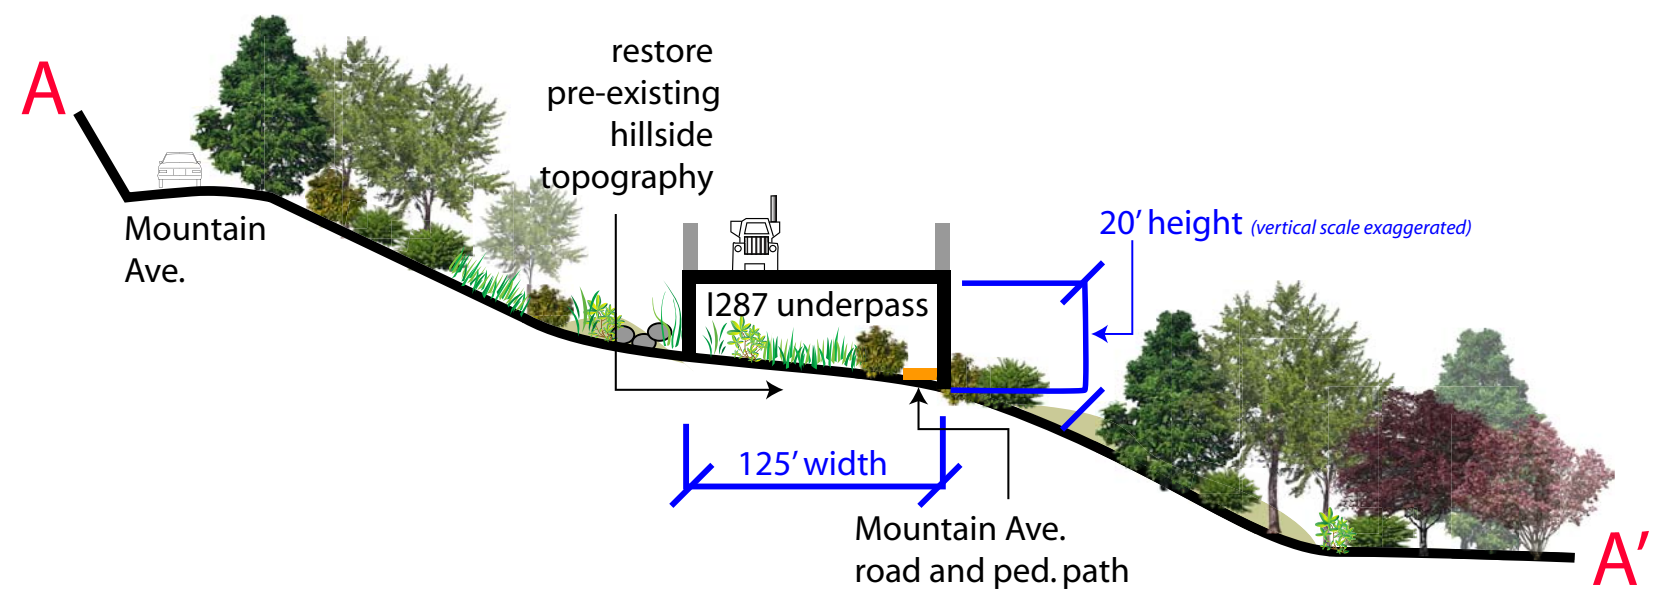 A
restore
pre-existing
hillside
topography
Mountain
Ave.
I287 underpass
20' height (vertical scale exaggerated)
125' width
Mountain Ave.
road and ped. path
A'